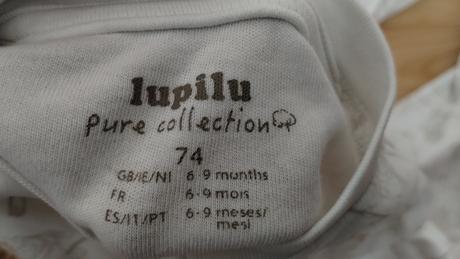 lupilu
Pure collection
74
GB/IE/NI 6-9 months
FR 6-9 mois
ES/IT/PT 6-9 meses/
mesi